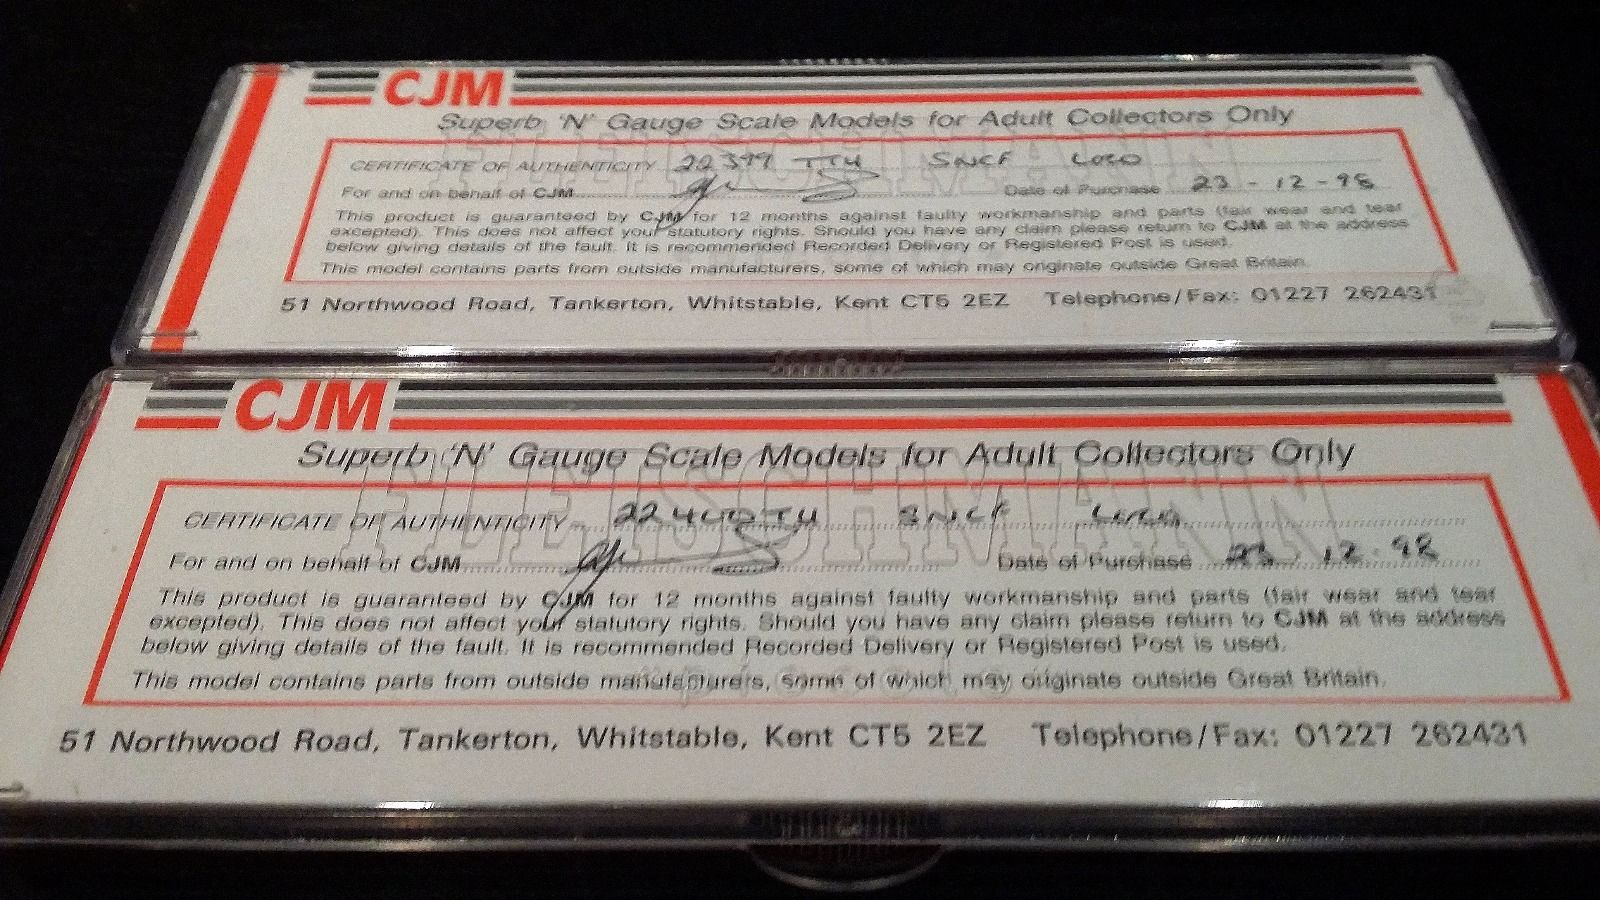 CJM
Superb 'N' Gauge Scale Models for Adult Collectors Only
FLEISCHMANN
CERTIFICATE OF AUTHENTICITY 22399 TTH SNCF LOCO
For and on behalf of CJM Date of Purchase 23-12-98
This product is guaranteed by CJM for 12 months against faulty workmanship and parts (fair wear and tear
excepted). This does not affect your statutory rights. Should you have any claim please return to CJM at the address
below giving details of the fault. It is recommended Recorded Delivery or Registered Post is used.
This model contains parts from outside manufacturers, some of which may originate outside Great Britain.
51 Northwood Road, Tankerton, Whitstable, Kent CT5 2EZ Telephone/Fax: 01227 262431
CJM
Superb 'N' Gauge Scale Models for Adult Collectors Only
FLEISCHMANN
CERTIFICATE OF AUTHENTICITY SNCF LOCO
For and on behalf of CJM Date of Purchase 23 12.98
This product is guaranteed by CJM for 12 months against faulty workmanship and parts (fair wear and tear
excepted). This does not affect your statutory rights. Should you have any claim please return to CJM at the address
below giving details of the fault. It is recommended Recorded Delivery or Registered Post is used.
This model contains parts from outside manufacturers, some of which may originate outside Great Britain.
51 Northwood Road, Tankerton, Whitstable, Kent CT5 2EZ Telephone/Fax: 01227 262431